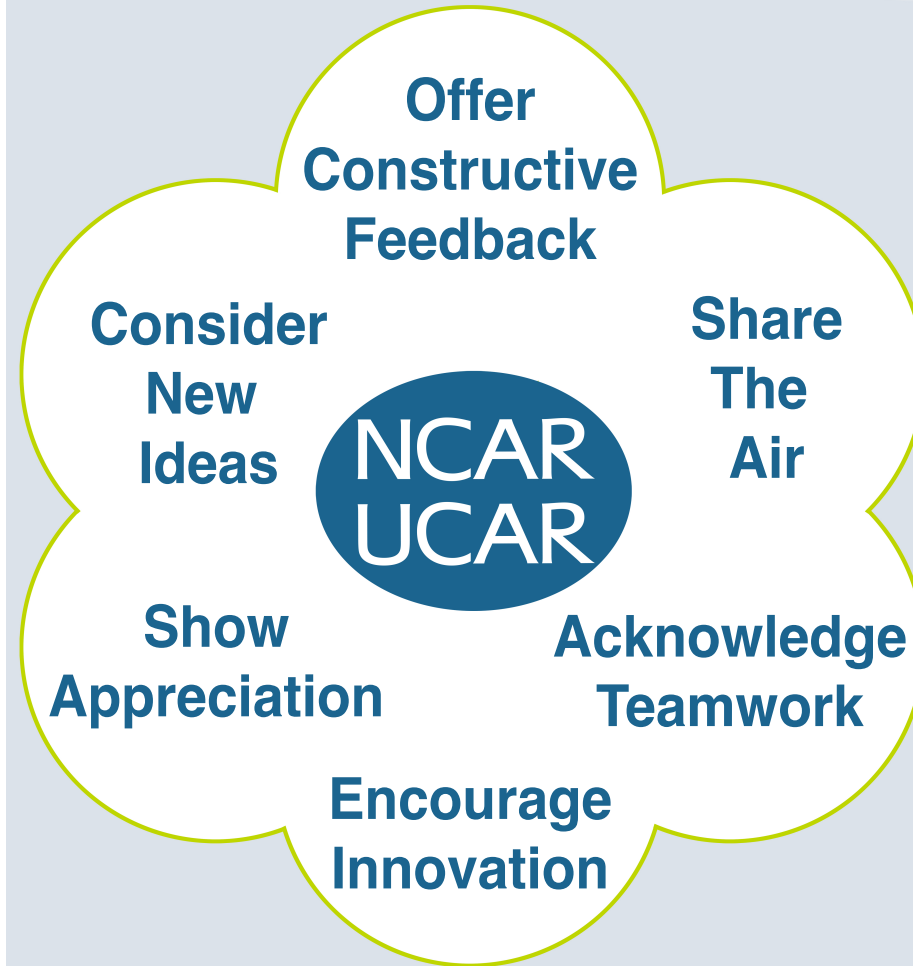 Offer
Constructive
Feedback
Consider
New
Ideas
Share
The
Air
NCAR
UCAR
Show
Appreciation
Acknowledge
Teamwork
Encourage
Innovation